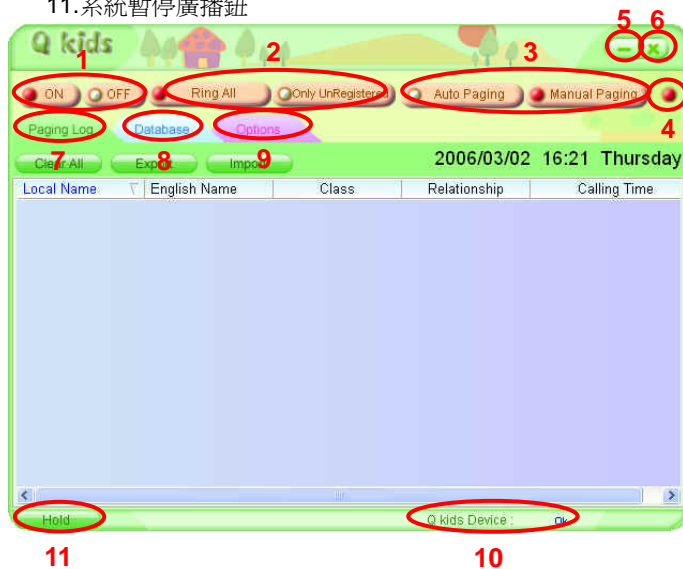 11.系統暫停廣播鈕
Q kids
1 2 3 4 5 6
ON OFF Ring All Only UnRegistered Auto Paging Manual Paging
Paging Log Database Options
7 8 9
Clear All Export Import 2006/03/02 16:21 Thursday
Local Name English Name Class Relationship Calling Time
Hold Q kids Device : Ok
11 10